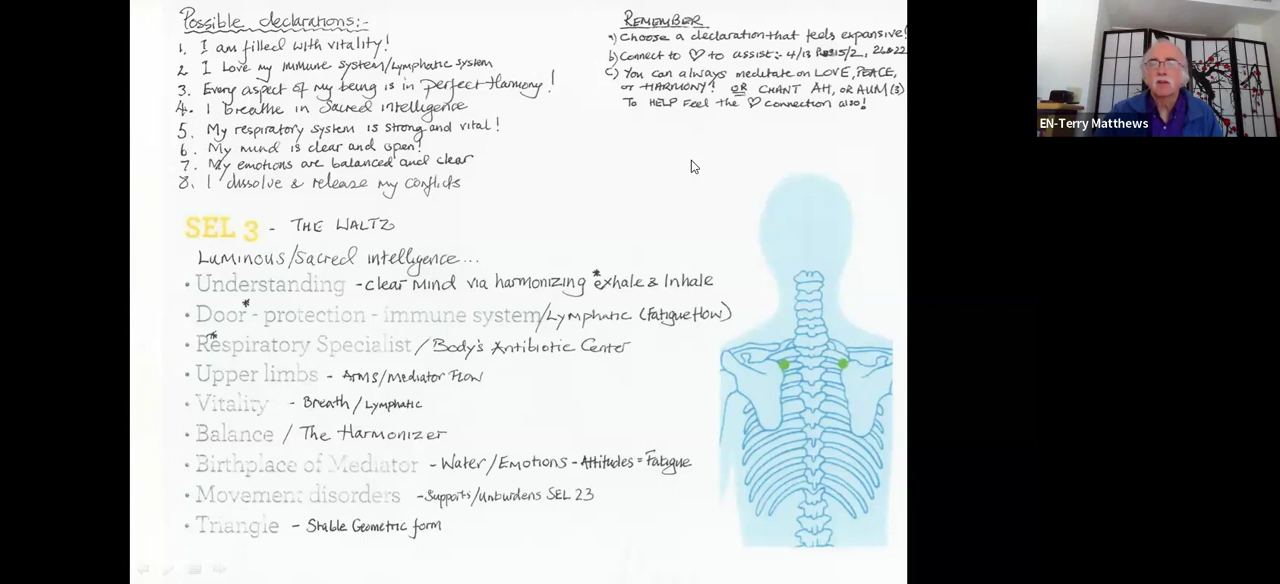 Possible declarations:-
1. I am filled with vitality!
2 I Love my Immune System/Lymphatic System
3. Every aspect of my being is in perfect Harmony!
4. I breathe in Sacred Intelligence
5. My respiratory system is strong and vital!
6. My mind is clear and open!
7. My emotions are balanced and clear
8. I dissolve & release my conflicts
REMEMBER
a) Choose a declaration that feels expansive!
b) Connect to ♡ to assist:- 4/13 15/2,
c) You can always meditate on LOVE, PEACE,
or HARMONY! OR CHANT AH, OR AUM (3)
To HELP Feel the ♡ connection also!
EN-Terry Matthews
SEL 3 - THE WALTZ
Luminous/Sacred intelligence...
• Understanding - clear Mind via harmonizing *exhale & Inhale
• Door* - protection - immune system/Lymphatic (Fatigue flow)
• Respiratory Specialist / Body's Antibiotic Center
• Upper limbs - ARMS/Mediator Flow
• Vitality - Breath / Lymphatic
• Balance / The Harmonizer
• Birthplace of Mediator - Water/Emotions - Attitudes = Fatigue
• Movement disorders - Supports/Unburdens SEL 23
• Triangle - Stable Geometric form